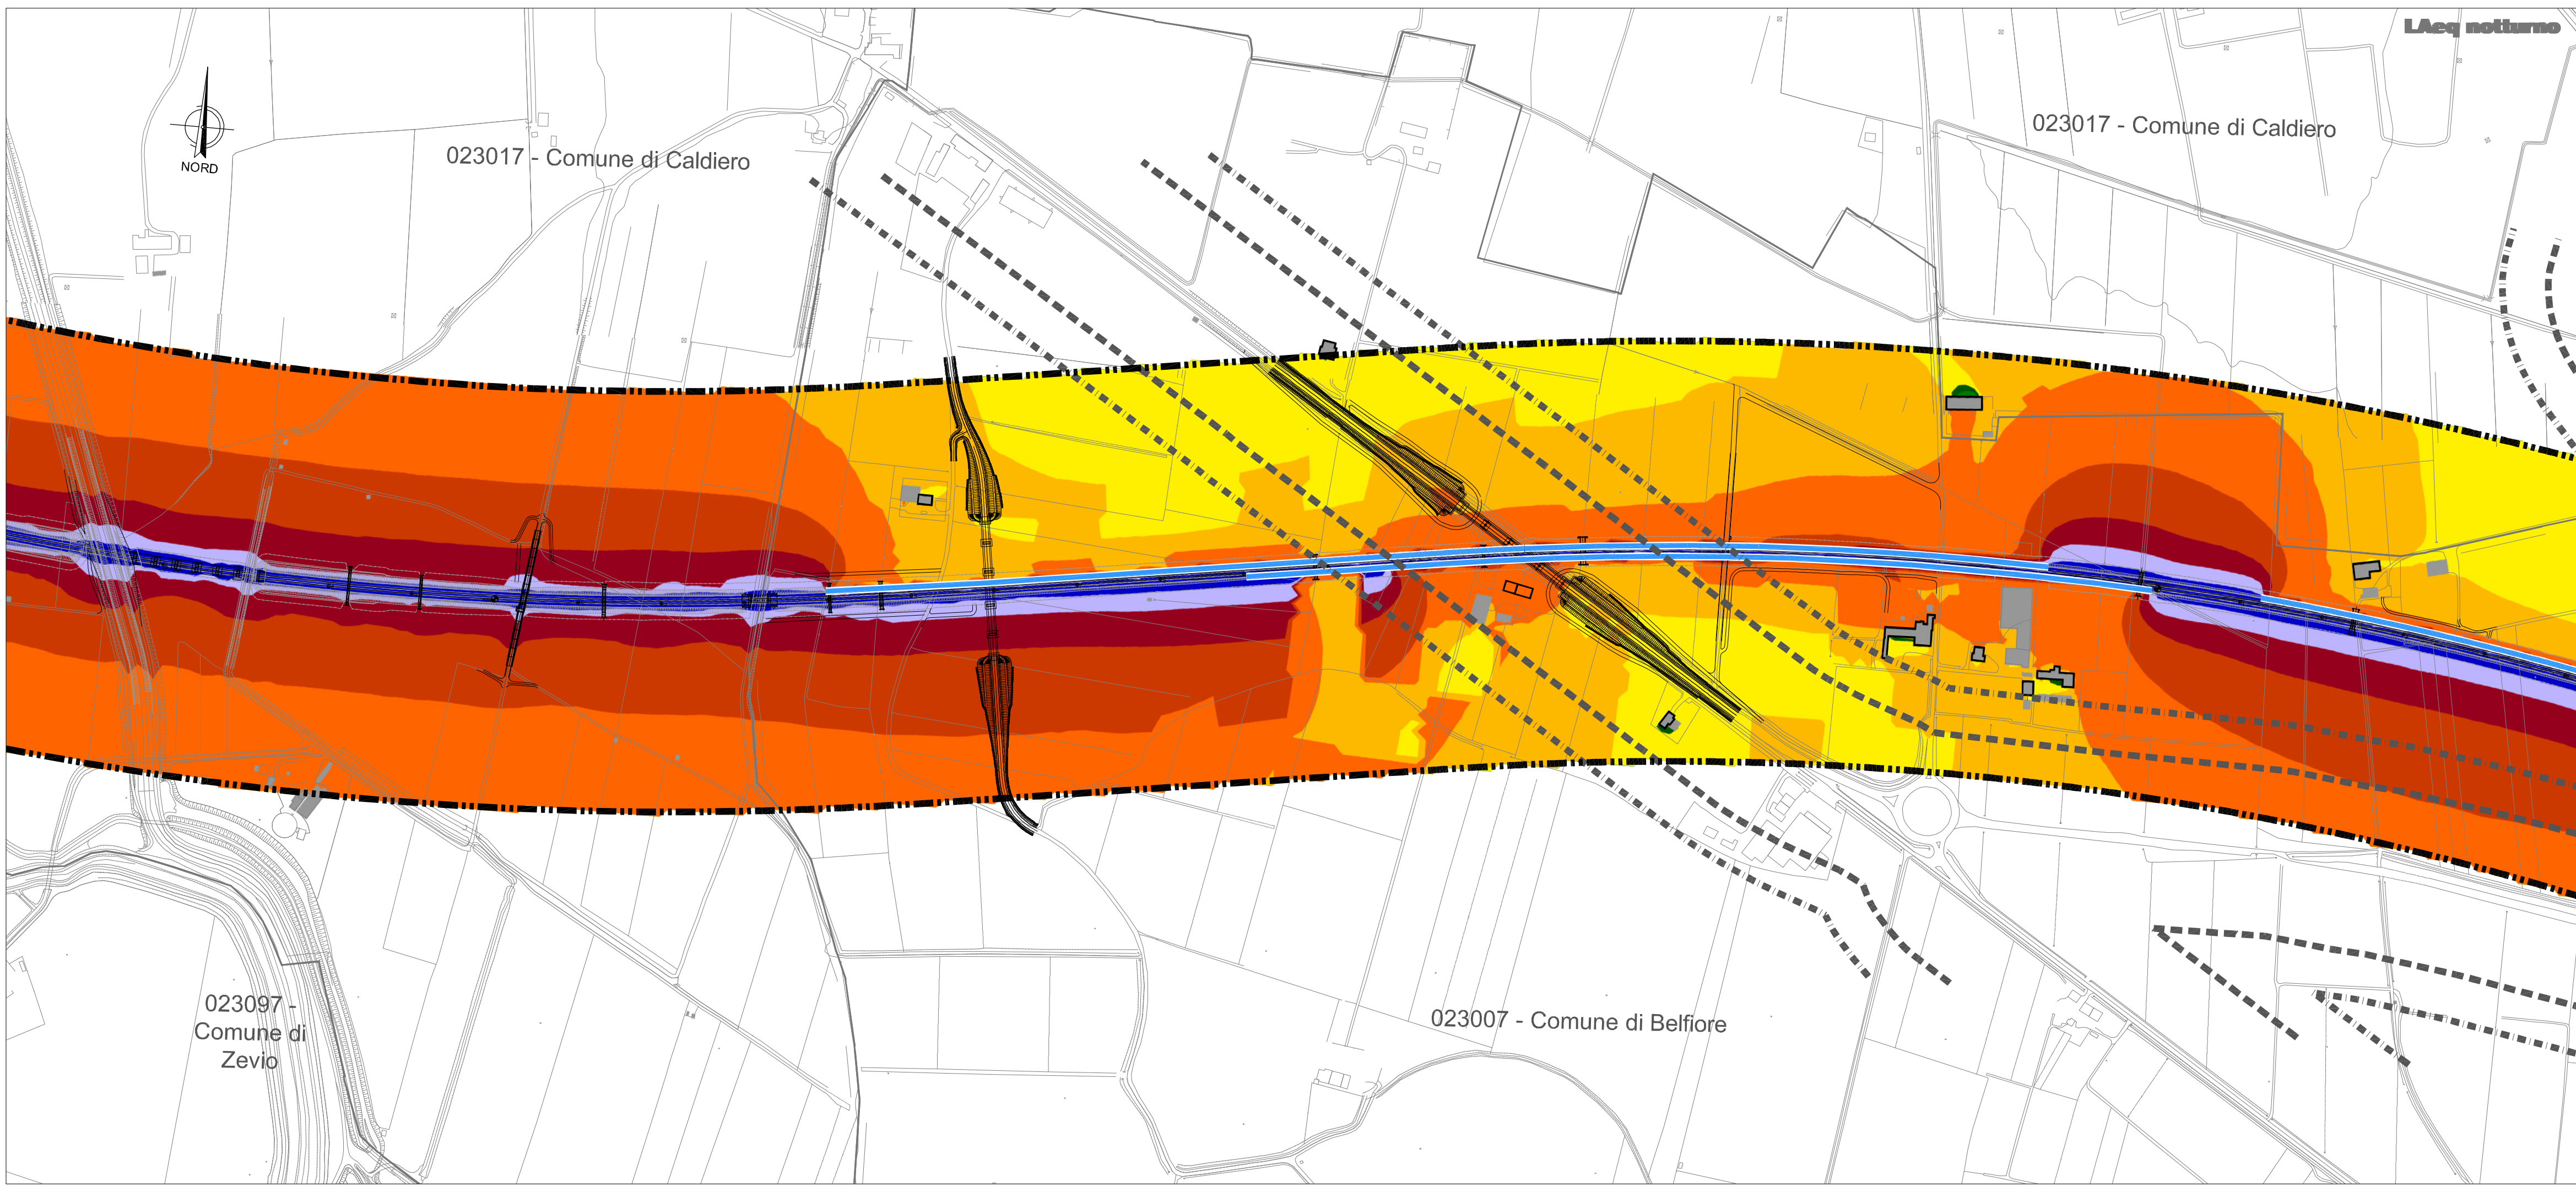 LAeq notturno
023017 - Comune di Caldiero
023017 - Comune di Caldiero
NORD
023097 -
Comune di
Zevio
023007 - Comune di Belfiore